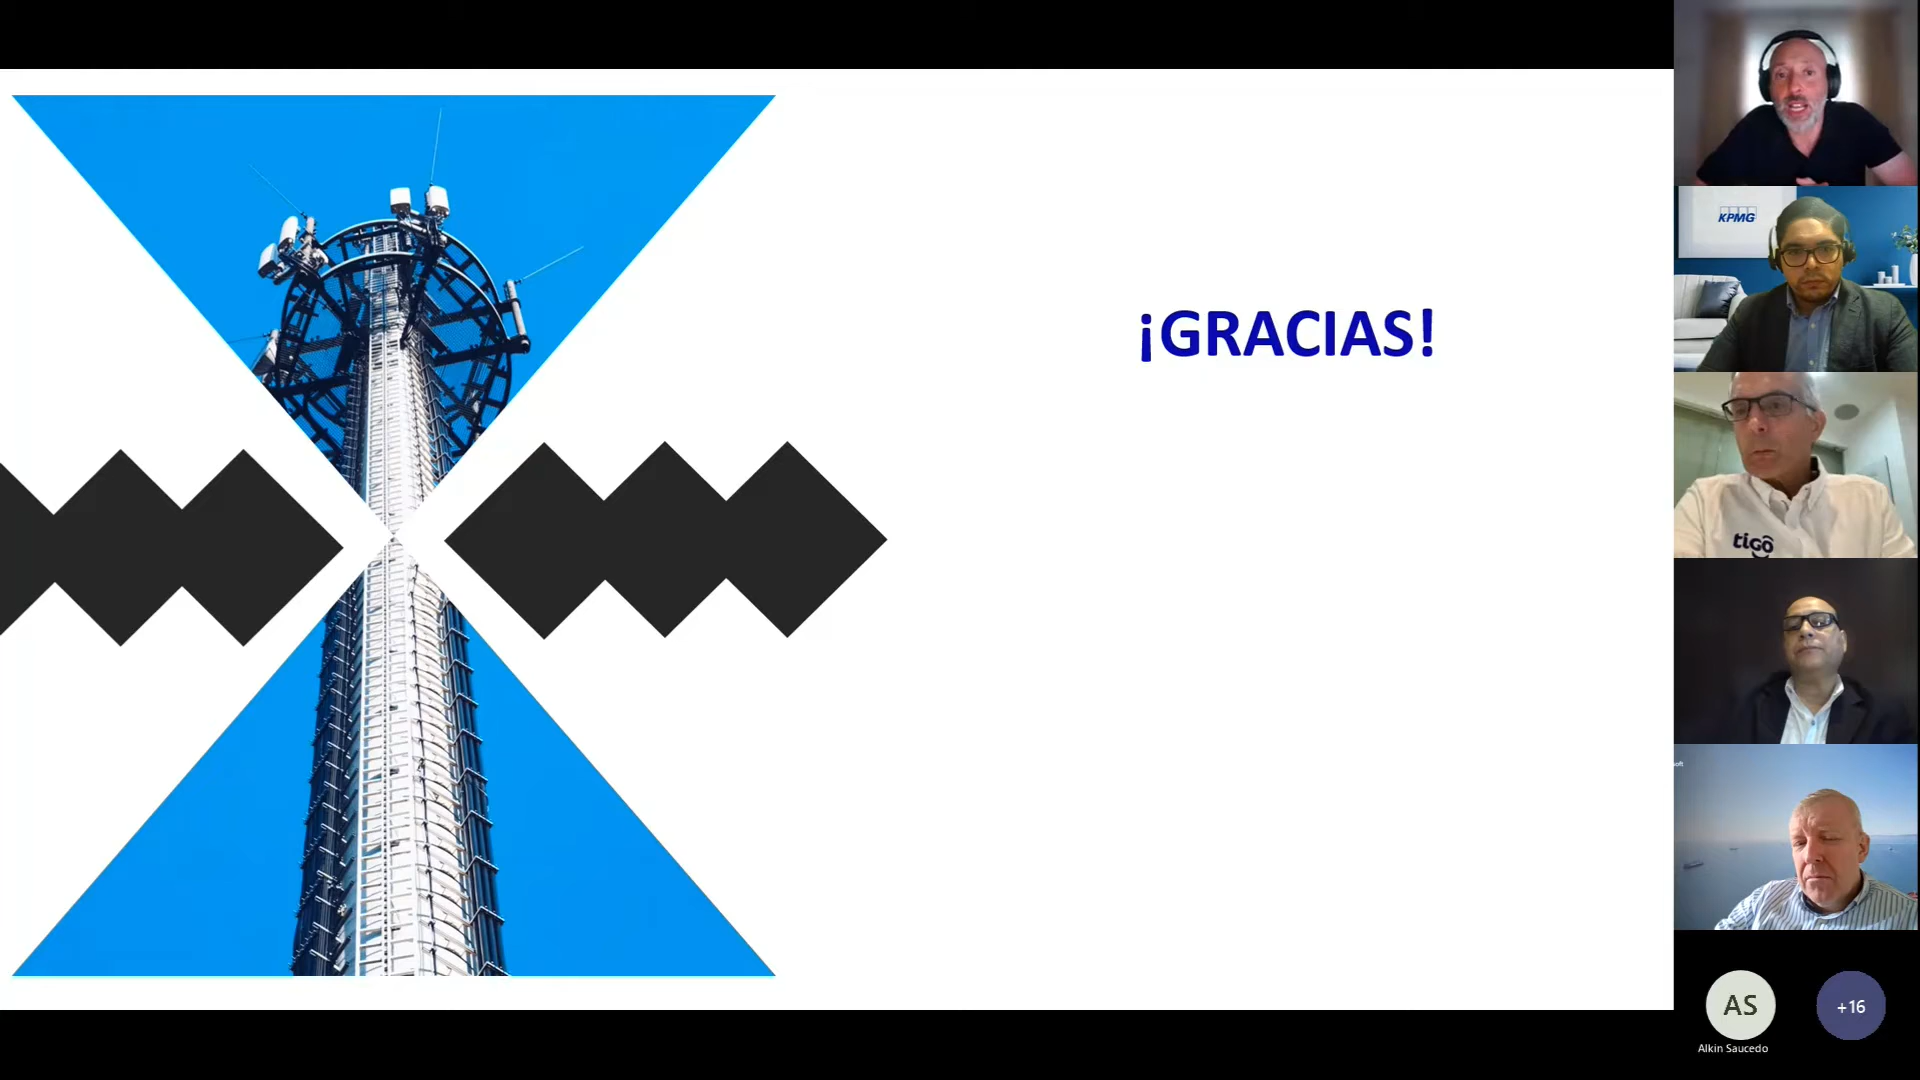 ¡GRACIAS!
KPMG
tigo
AS
+16
Alkin Saucedo